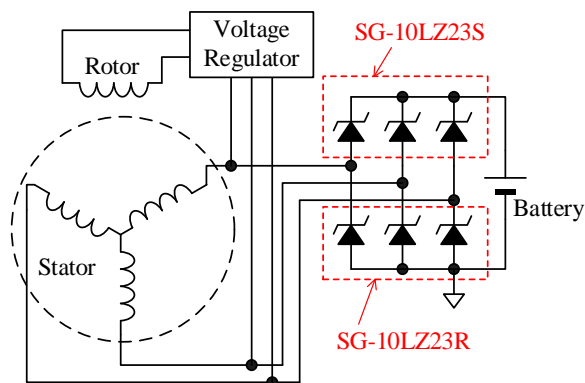 Voltage
Regulator
SG-10LZ23S
Rotor
Battery
Stator
SG-10LZ23R